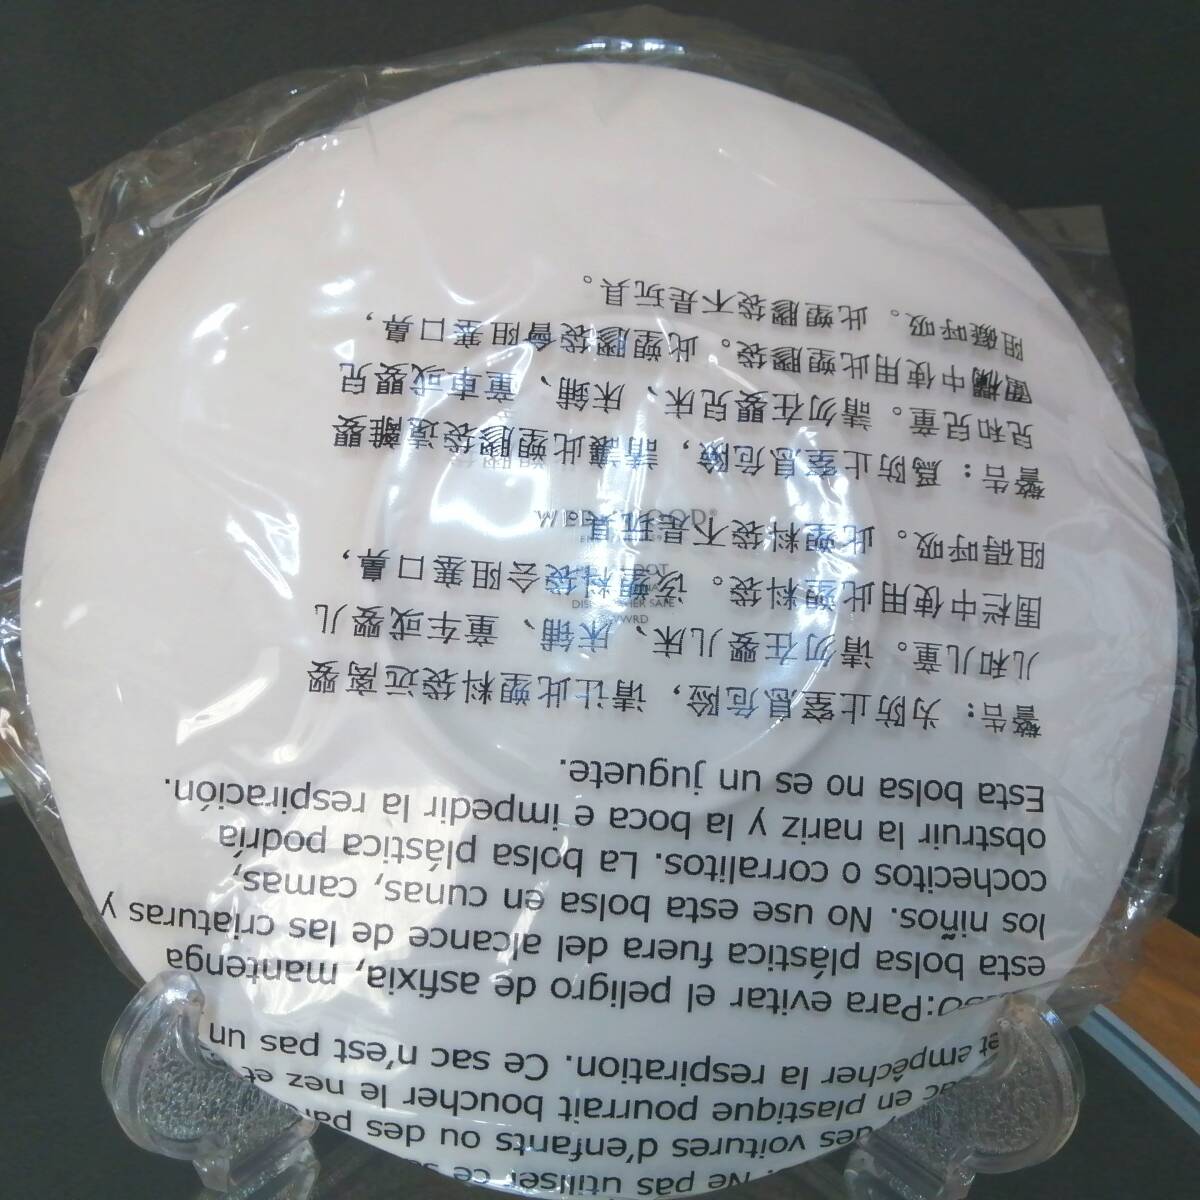 Ne pas utiliser ce
des voitures d'enfants ou des
en plastique pourrait boucher le nez et
et empêcher la respiration. Ce sac n'est pas un
Para evitar el peligro de asfixia, mantenga
esta bolsa plástica fuera del alcance de las criaturas y
los niños. No use esta bolsa en cunas, camas,
cochecitos o corralitos. La bolsa plástica podría
obstruir la nariz y la boca e impedir la respiración.
Esta bolsa no es un juguete.
警告：为防止窒息危险，请让此塑料袋远离婴
儿和儿童。请勿在婴儿床、床铺、童车或婴儿
围栏中使用此塑料袋。该塑料袋会阻塞口鼻，
阻碍呼吸。此塑料袋不是玩具
警告：爲防止窒息危險，請讓此塑膠袋遠離嬰
兒和兒童。請勿在嬰兒床、床鋪、童車或嬰兒
圍欄中使用此塑膠袋。此塑膠袋會阻塞口鼻，
阻礙呼吸。此塑膠袋不是玩具。
SAFE
WWRD